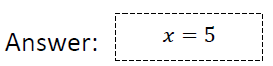 Answer: x = 5